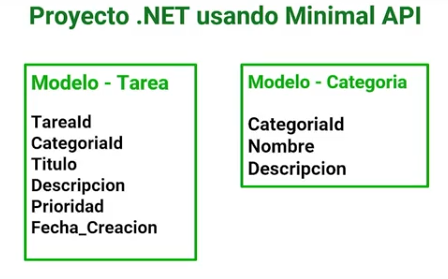 Proyecto .NET usando Minimal API
Modelo - Tarea
TareaId
CategoriaId
Titulo
Descripcion
Prioridad
Fecha_Creacion
Modelo - Categoria
CategoriaId
Nombre
Descripcion